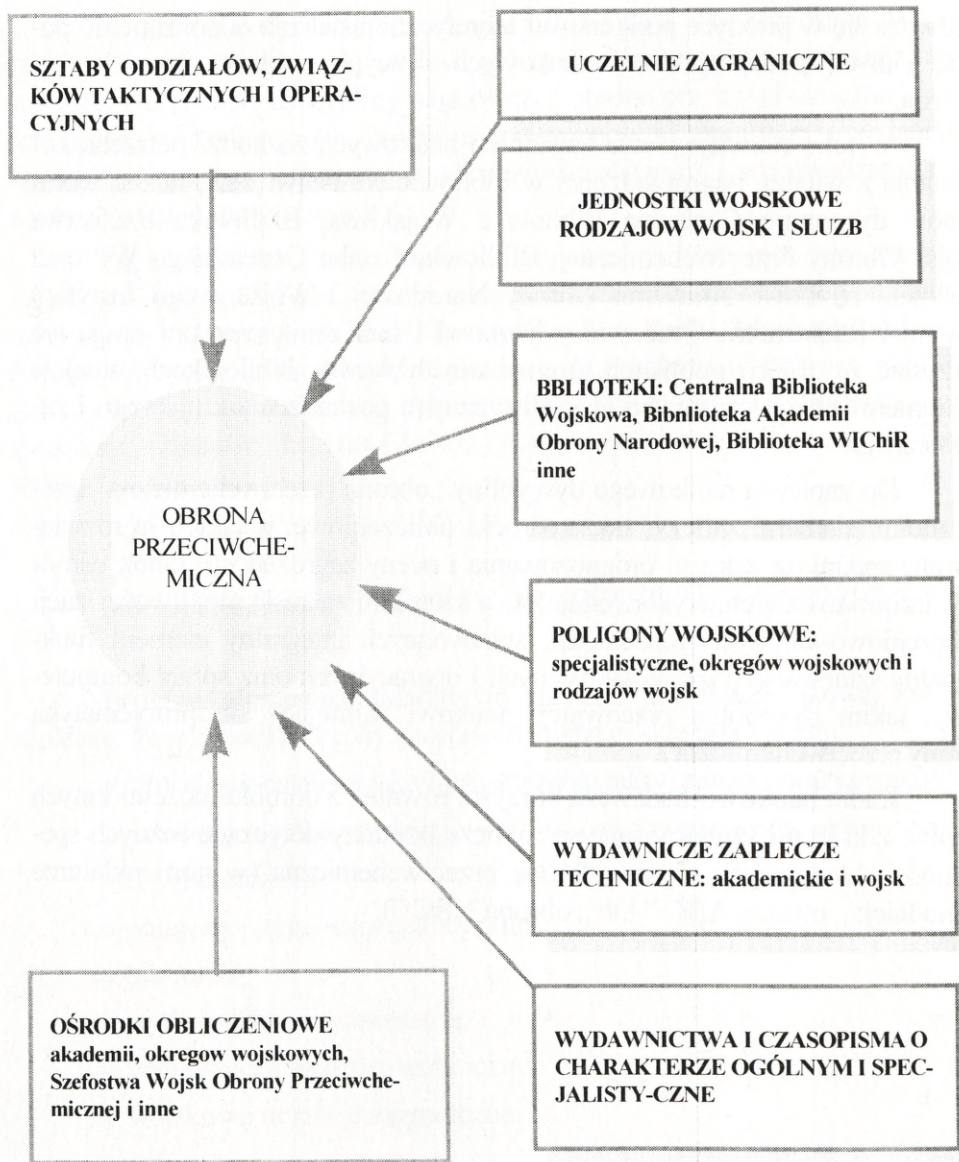 SZTABY ODDZIAŁÓW, ZWIĄZ-
KÓW TAKTYCZNYCH I OPERA-
CYJNYCH
UCZELNIE ZAGRANICZNE
JEDNOSTKI WOJSKOWE
RODZAJOW WOJSK I SLUZB
BBLIOTEKI: Centralna Biblioteka
Wojskowa, Bibnlioteka Akademii
Obrony Narodowej, Biblioteka WIChiR
inne
OBRONA
PRZECIWCHE-
MICZNA
POLIGONY WOJSKOWE:
specjalistyczne, okręgów wojskowych i
rodzajów wojsk
WYDAWNICZE ZAPLECZE
TECHNICZNE: akademickie i wojsk
OŚRODKI OBLICZENIOWE
akademii, okregow wojskowych,
Szefostwa Wojsk Obrony Przeciwche-
micznej i inne
WYDAWNICTWA I CZASOPISMA O
CHARAKTERZE OGÓLNYM I SPEC-
JALISTY-CZNE